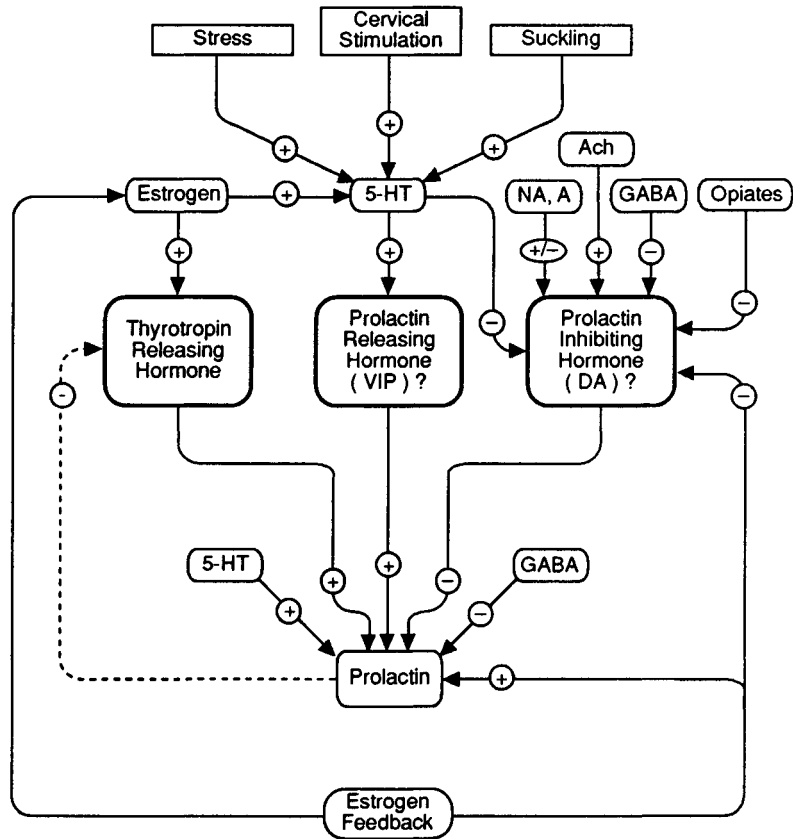 Stress
Cervical
Stimulation
Suckling
+
+
+
Ach
Estrogen
+
5-HT
NA, A
GABA
Opiates
+
+
+/−
+
−
−
Thyrotropin
Releasing
Hormone
Prolactin
Releasing
Hormone
( VIP ) ?
−
Prolactin
Inhibiting
Hormone
( DA ) ?
-
−
5-HT
+
+
−
GABA
+
−
Prolactin
+
Estrogen
Feedback